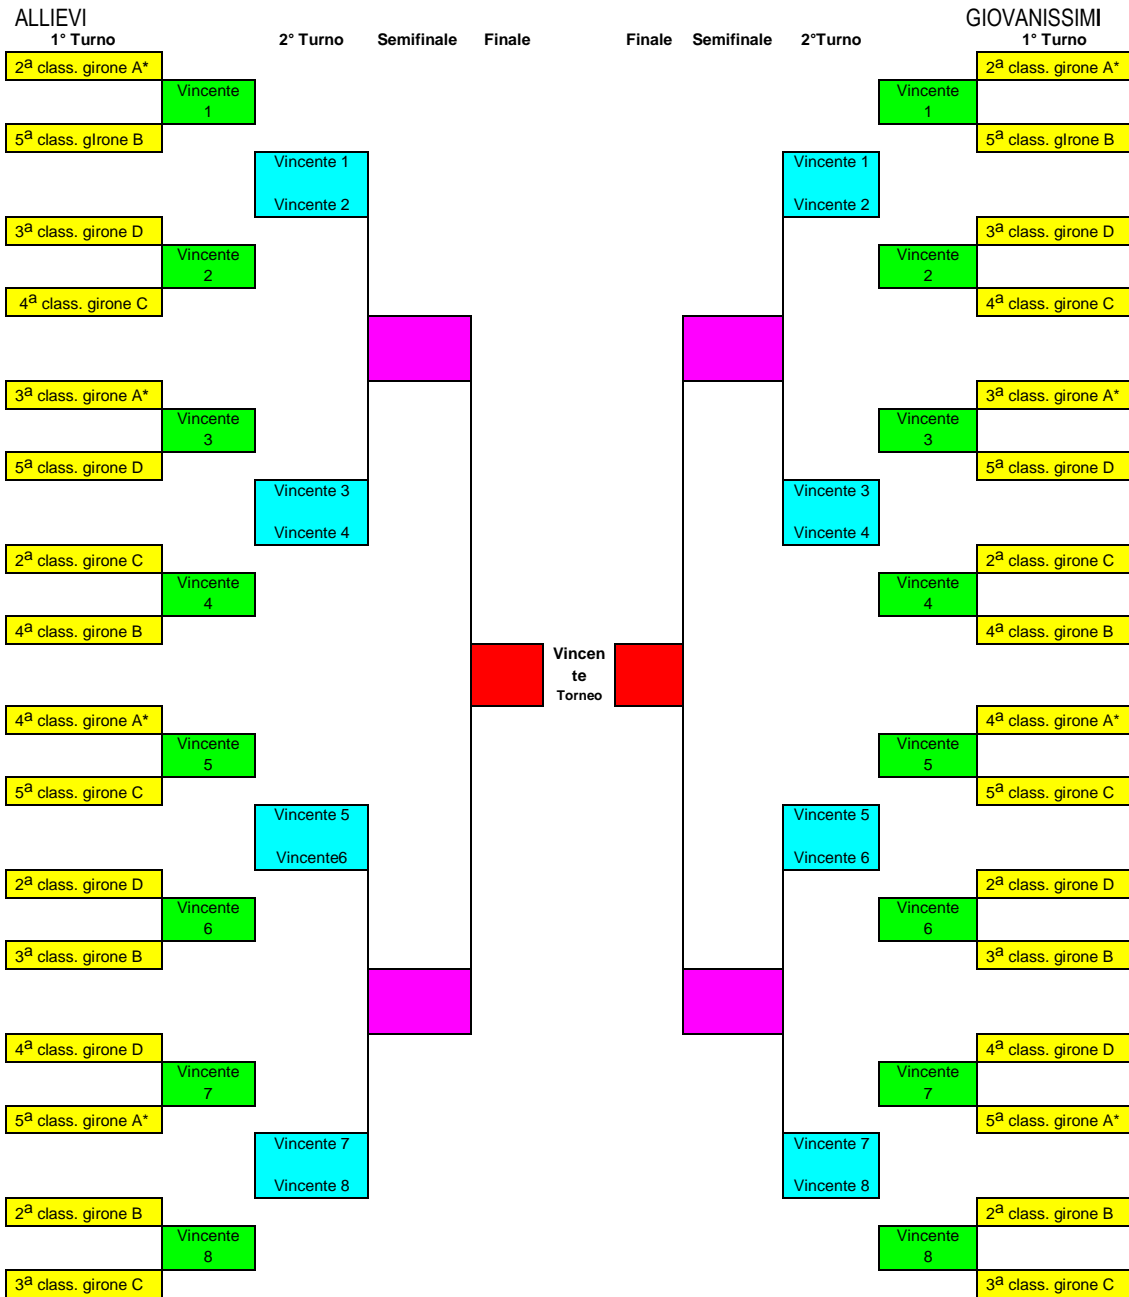 ALLIEVI GIOVANISSIMI
1° Turno 2° Turno Semifinale Finale Finale Semifinale 2°Turno 1° Turno
2ª class. girone A* 2ª class. girone A*
Vincente Vincente
1 1
5ª class. gIrone B 5ª class. gIrone B
Vincente 1 Vincente 1
Vincente 2 Vincente 2
3ª class. girone D 3ª class. girone D
Vincente Vincente
2 2
4ª class. girone C 4ª class. girone C
3ª class. girone A* 3ª class. girone A*
Vincente Vincente
3 3
5ª class. girone D 5ª class. girone D
Vincente 3 Vincente 3
Vincente 4 Vincente 4
2ª class. girone C 2ª class. girone C
Vincente Vincente
4 4
4ª class. girone B 4ª class. girone B
Vincen
te
Torneo
4ª class. girone A* 4ª class. girone A*
Vincente Vincente
5 5
5ª class. girone C 5ª class. girone C
Vincente 5 Vincente 5
Vincente6 Vincente 6
2ª class. girone D 2ª class. girone D
Vincente Vincente
6 6
3ª class. girone B 3ª class. girone B
4ª class. girone D 4ª class. girone D
Vincente Vincente
7 7
5ª class. girone A* 5ª class. girone A*
Vincente 7 Vincente 7
Vincente 8 Vincente 8
2ª class. girone B 2ª class. girone B
Vincente Vincente
8 8
3ª class. girone C 3ª class. girone C